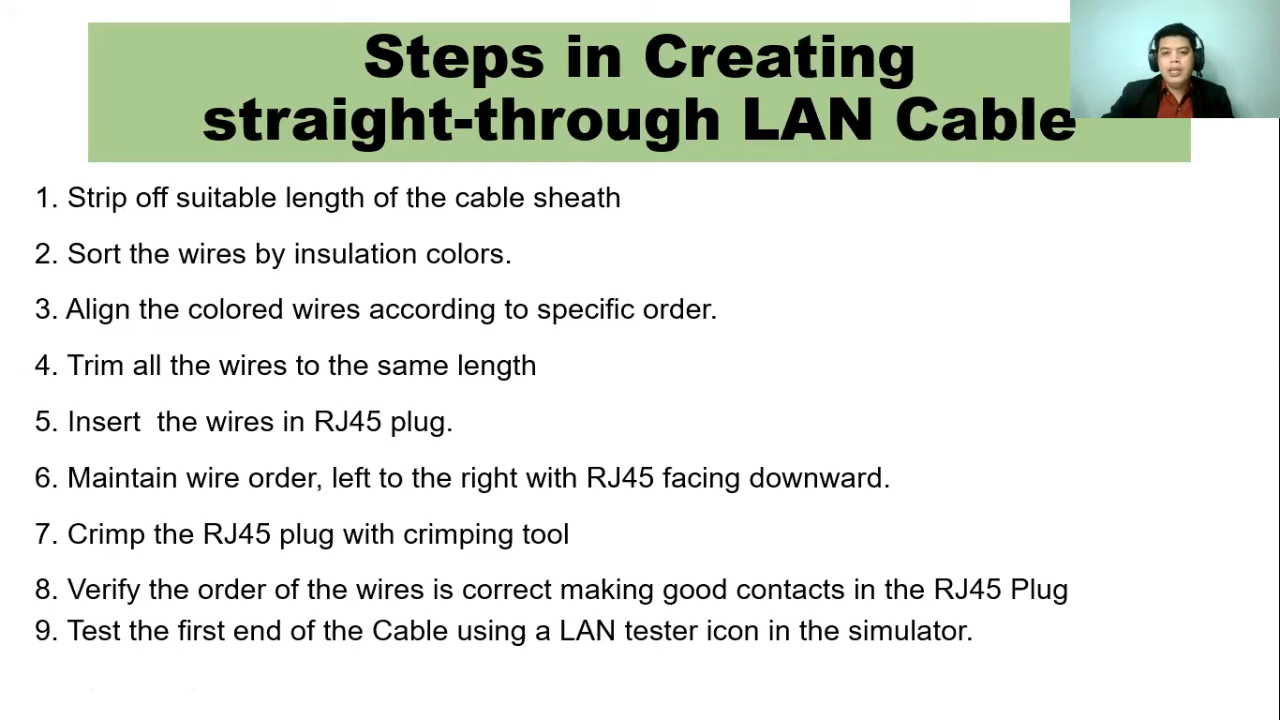 Steps in Creating
straight-through LAN Cable
1. Strip off suitable length of the cable sheath
2. Sort the wires by insulation colors.
3. Align the colored wires according to specific order.
4. Trim all the wires to the same length
5. Insert  the wires in RJ45 plug.
6. Maintain wire order, left to the right with RJ45 facing downward.
7. Crimp the RJ45 plug with crimping tool
8. Verify the order of the wires is correct making good contacts in the RJ45 Plug
9. Test the first end of the Cable using a LAN tester icon in the simulator.